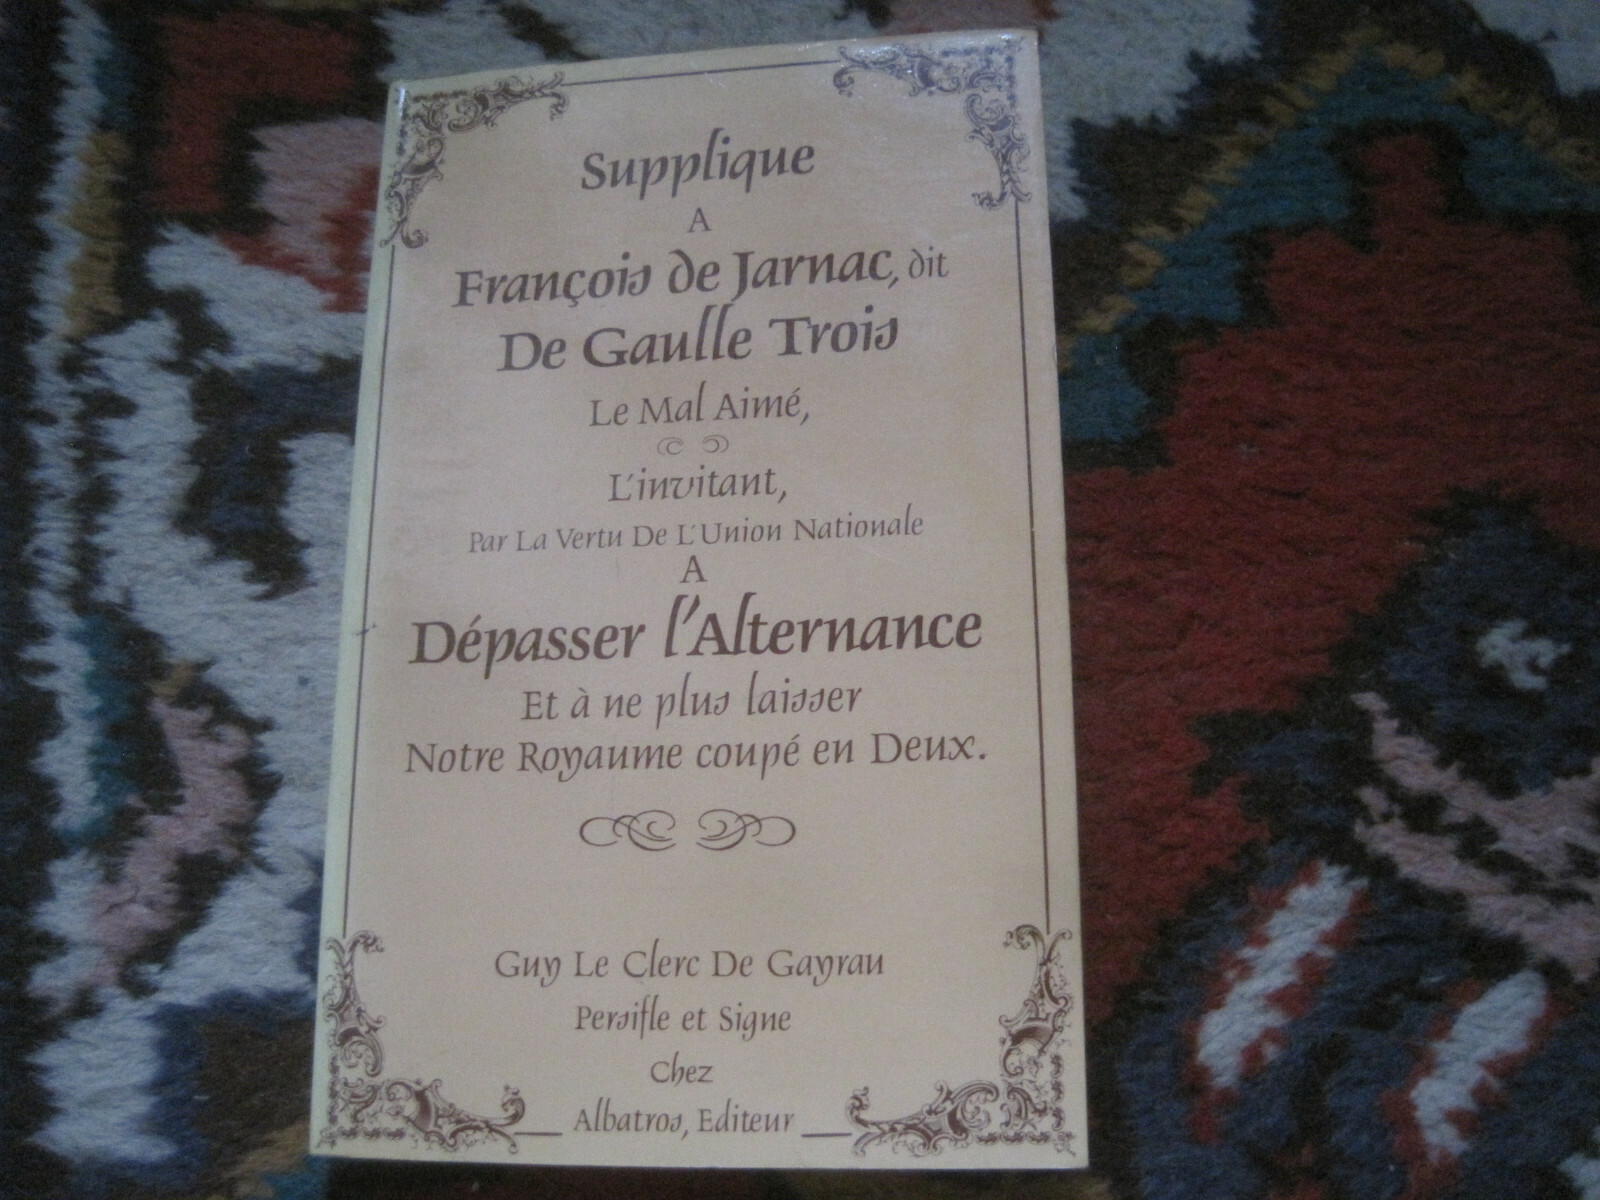 Supplique
A
François de Jarnac, dit
De Gaulle Trois
Le Mal Aimé,
L'invitant,
Par La Vertu De L'Union Nationale
A
Dépasser l'Alternance
Et à ne plus laisser
Notre Royaume coupé en Deux.
Guy Le Clerc De Gayrau
Persifle et Signe
Chez
Albatros, Editeur